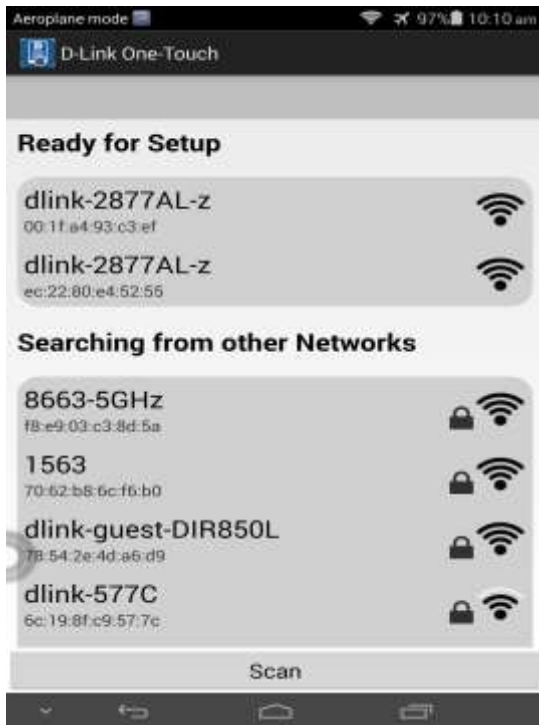 Aeroplane mode 97% 10:10 am
D-Link One-Touch
Ready for Setup
dlink-2877AL-z
00:1f:a4:93:c3:ef
dlink-2877AL-z
ec:22:80:e4:52:55
Searching from other Networks
8663-5GHz
f8:e9:03:c3:8d:5a
1563
70:62:b8:6c:f6:b0
dlink-guest-DIR850L
78:54:2e:4d:a6:d9
dlink-577C
6c:19:8f:c9:57:7c
Scan